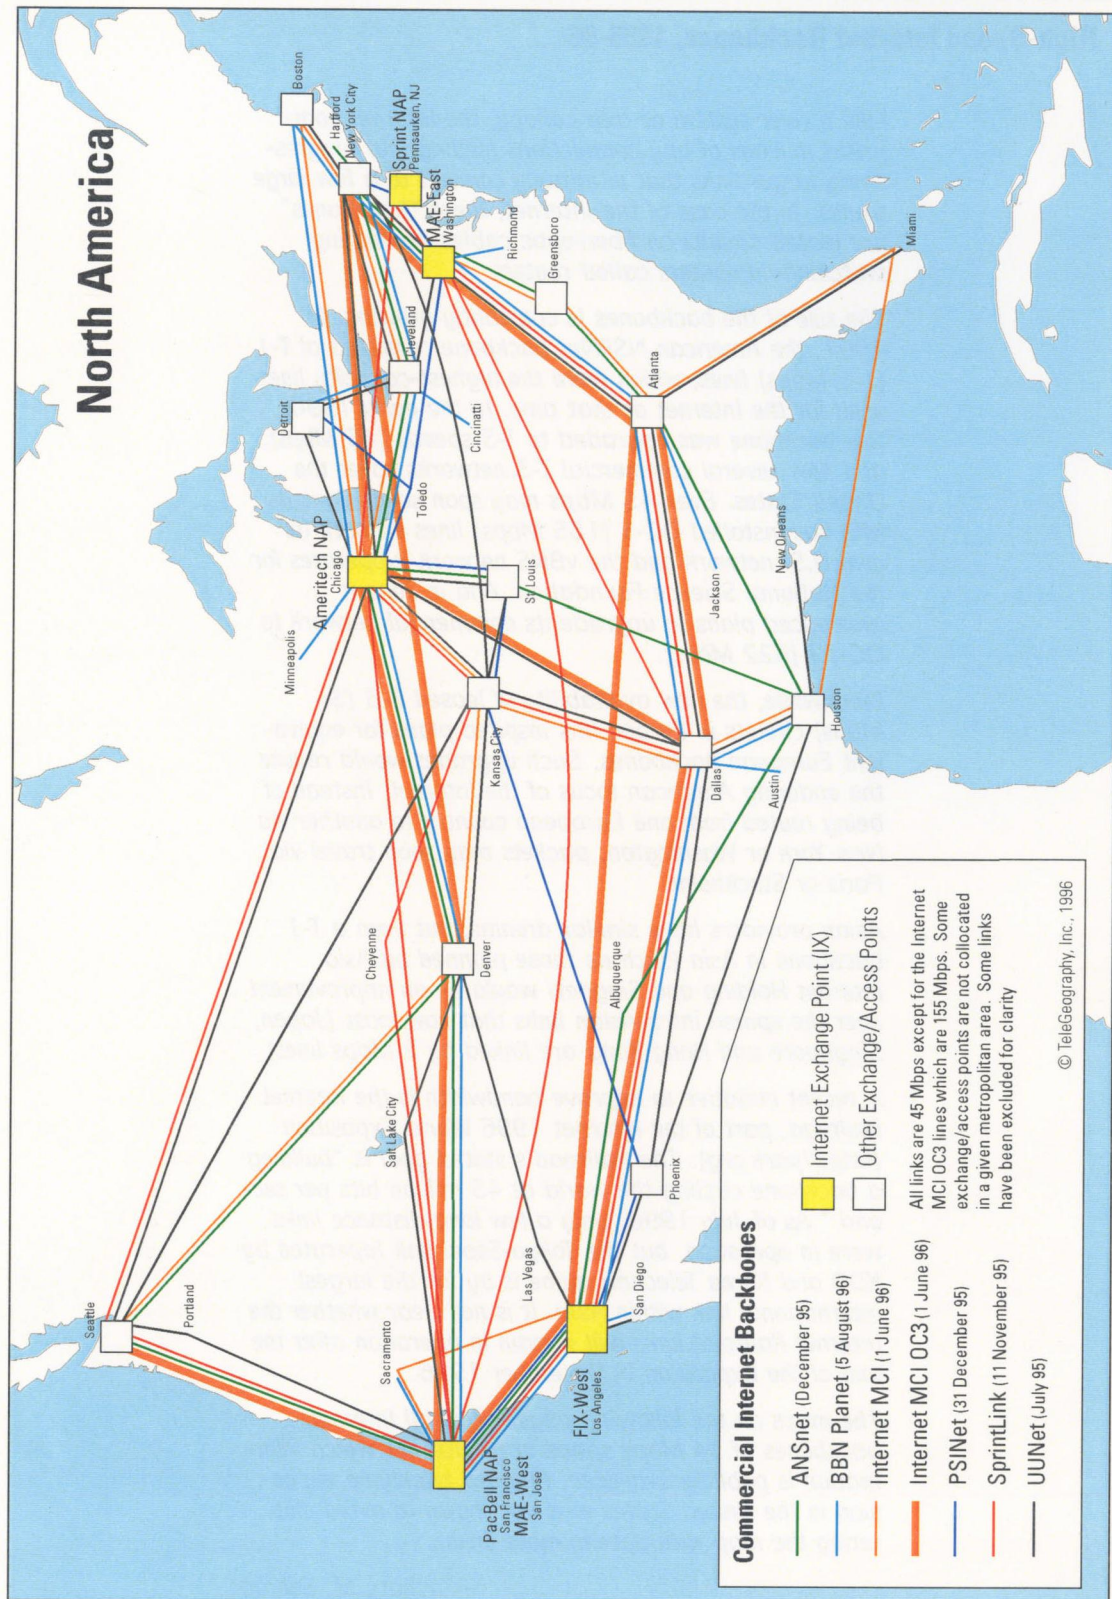 North America
Seattle
Portland
Sacramento
PacBell NAP
San Francisco
MAE-West
San Jose
FIX-West
Los Angeles
San Diego
Las Vegas
Salt Lake City
Phoenix
Cheyenne
Denver
Albuquerque
Minneapolis
Kansas City
Dallas
Austin
Houston
Ameritech NAP
Chicago
St Louis
Toledo
Detroit
Cleveland
Cincinatti
Jackson
New Orleans
Atlanta
Miami
Greensboro
Richmond
MAE-East
Washington
Sprint NAP
Pennsauken, NJ
New York City
Hartford
Boston
Commercial Internet Backbones
ANSnet (December 95)
BBN Planet (5 August 96)
Internet MCI (1 June 96)
Internet MCI OC3 (1 June 96)
PSINet (31 December 95)
SprintLink (11 November 95)
UUNet (July 95)
Internet Exchange Point (IX)
Other Exchange/Access Points
All links are 45 Mbps except for the Internet
MCI OC3 lines which are 155 Mbps. Some
exchange/access points are not collocated
in a given metropolitan area. Some links
have been excluded for clarity
© TeleGeography, Inc., 1996